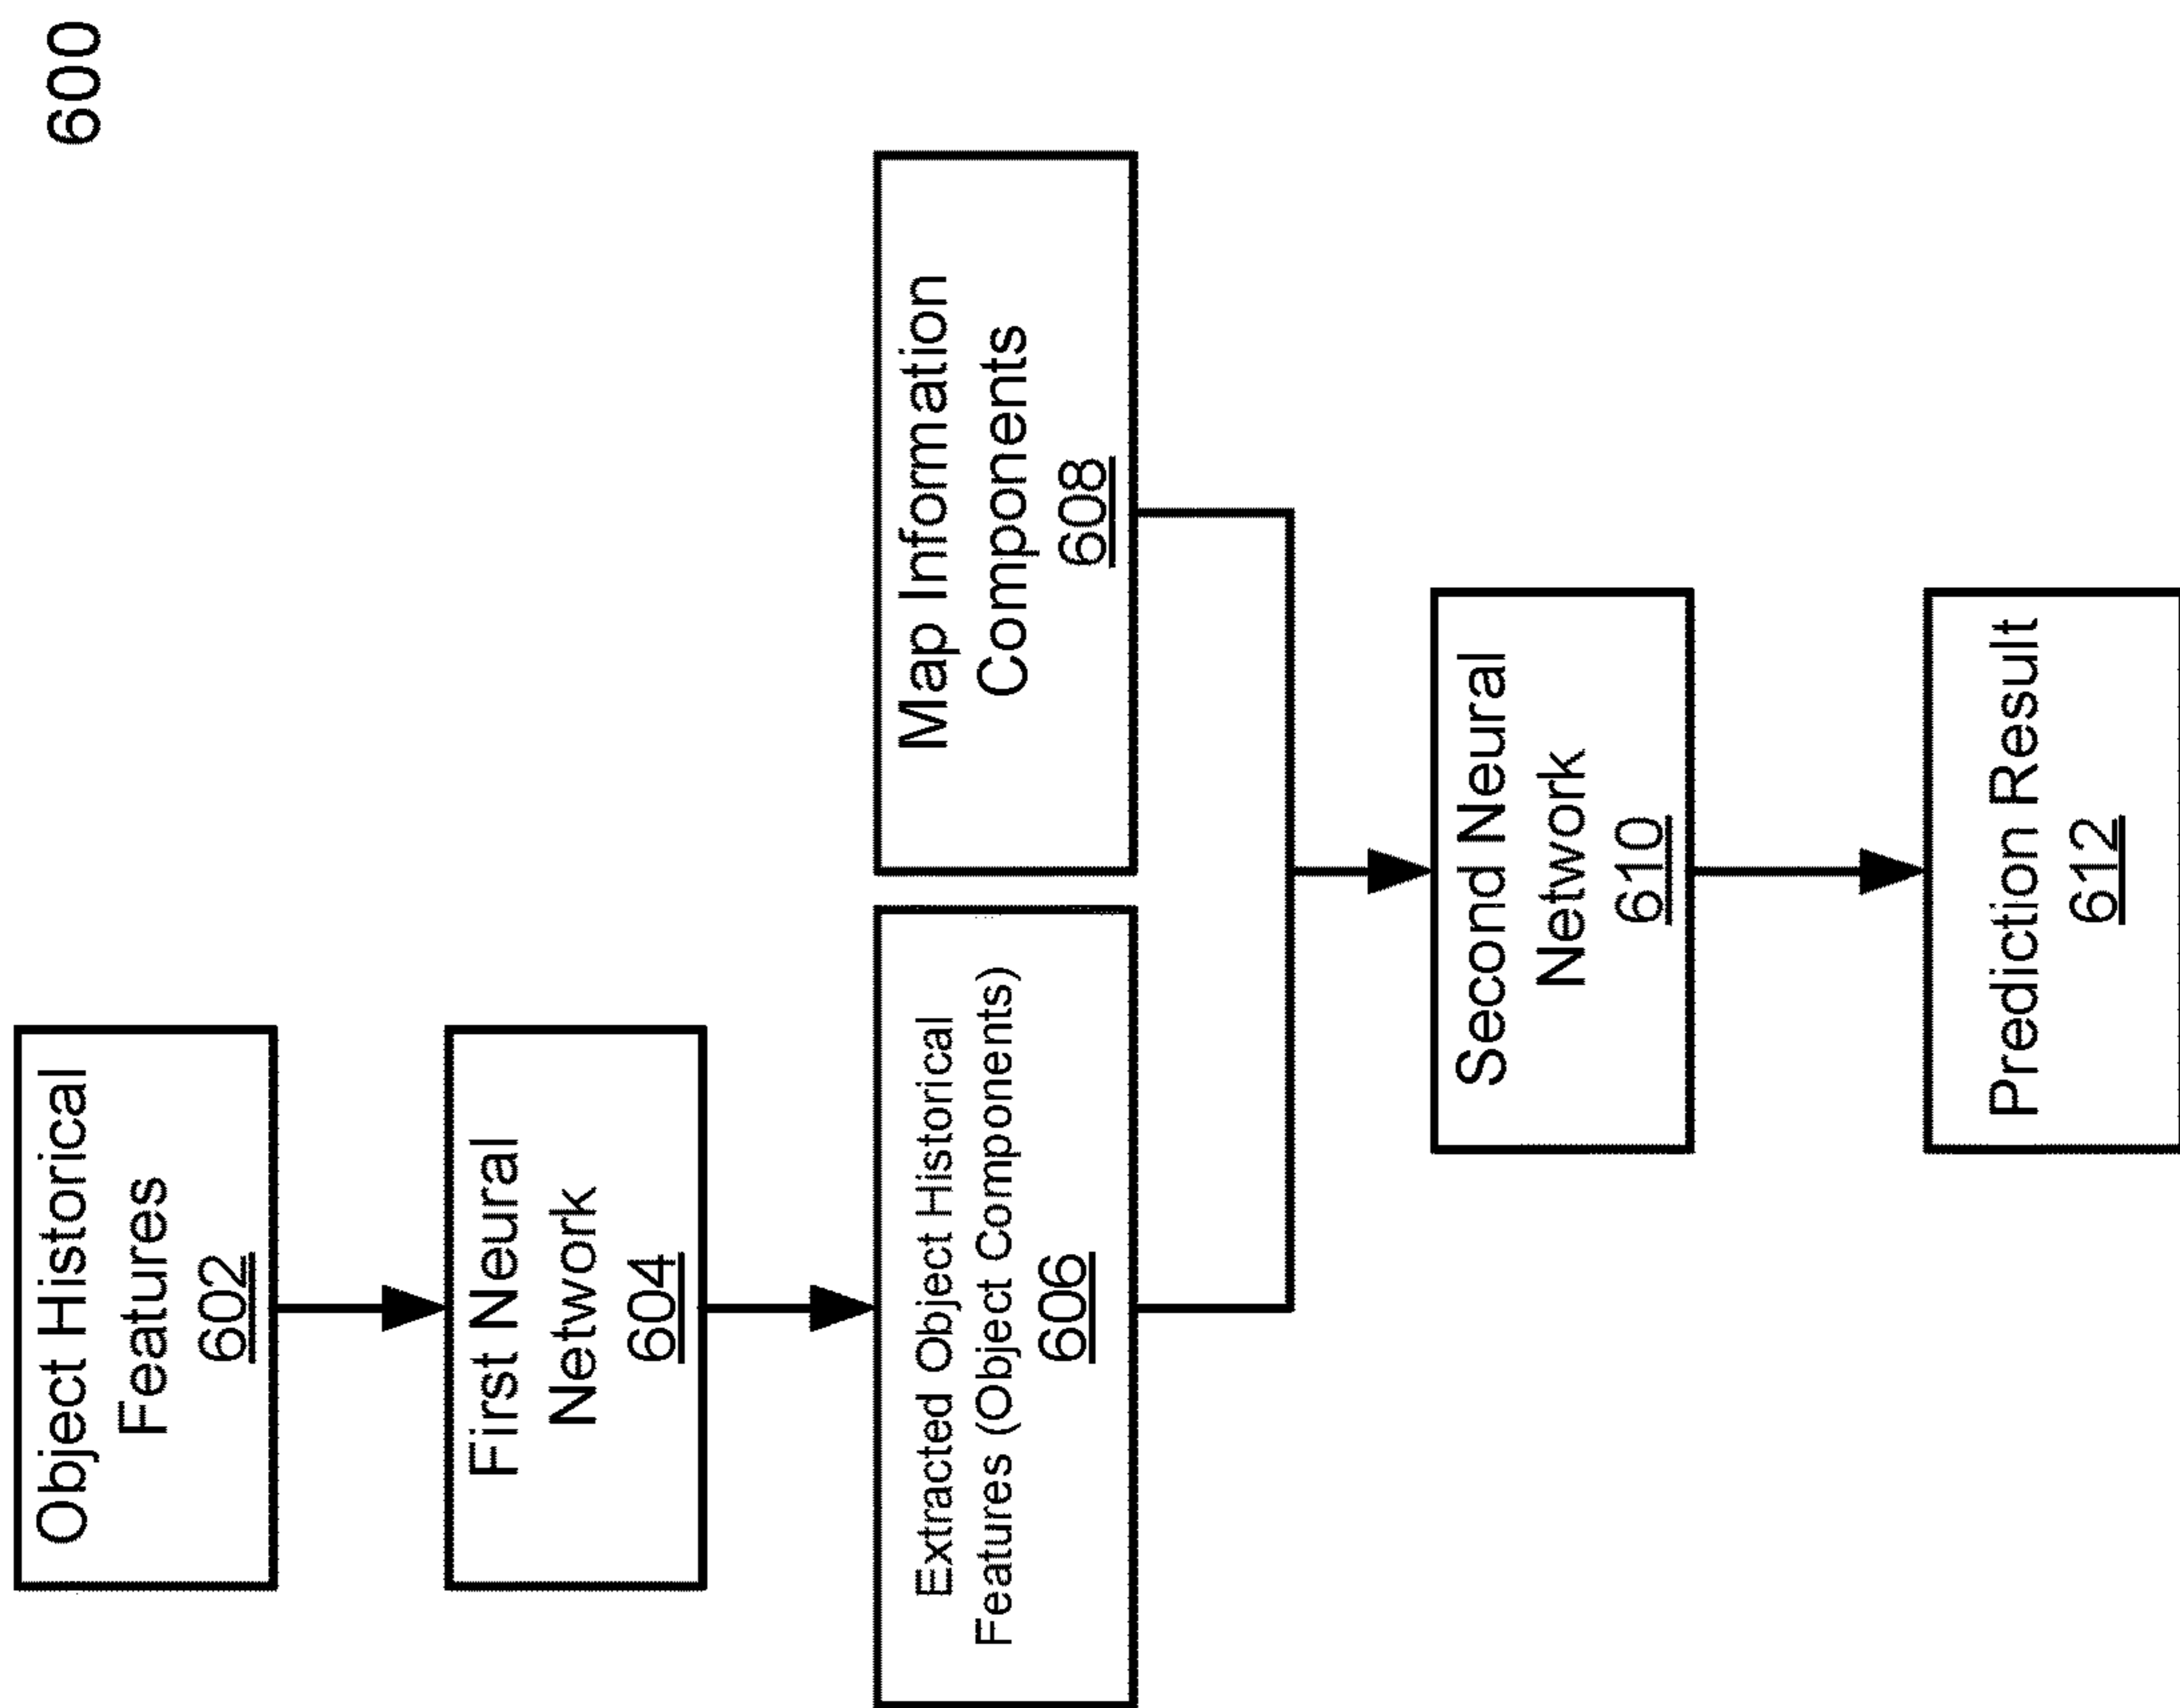 600
Object Historical
Features
602
First Neural
Network
604
Extracted Object Historical
Features (Object Components)
606
Map Information
Components
608
Second Neural
Network
610
Prediction Result
612